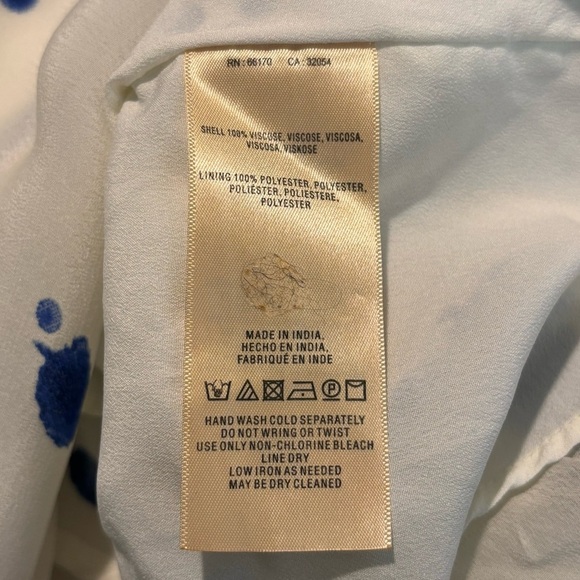 RN : 66170 CA : 32054
SHELL 100% VISCOSE, VISCOSE, VISCOSA,
VISCOSA, VISKOSE
LINING 100% POLYESTER, POLYESTER,
POLIÉSTER, POLIESTERE,
POLYESTER
MADE IN INDIA,
HECHO EN INDIA,
FABRIQUÉ EN INDE
P
HAND WASH COLD SEPARATELY
DO NOT WRING OR TWIST
USE ONLY NON-CHLORINE BLEACH
LINE DRY
LOW IRON AS NEEDED
MAY BE DRY CLEANED